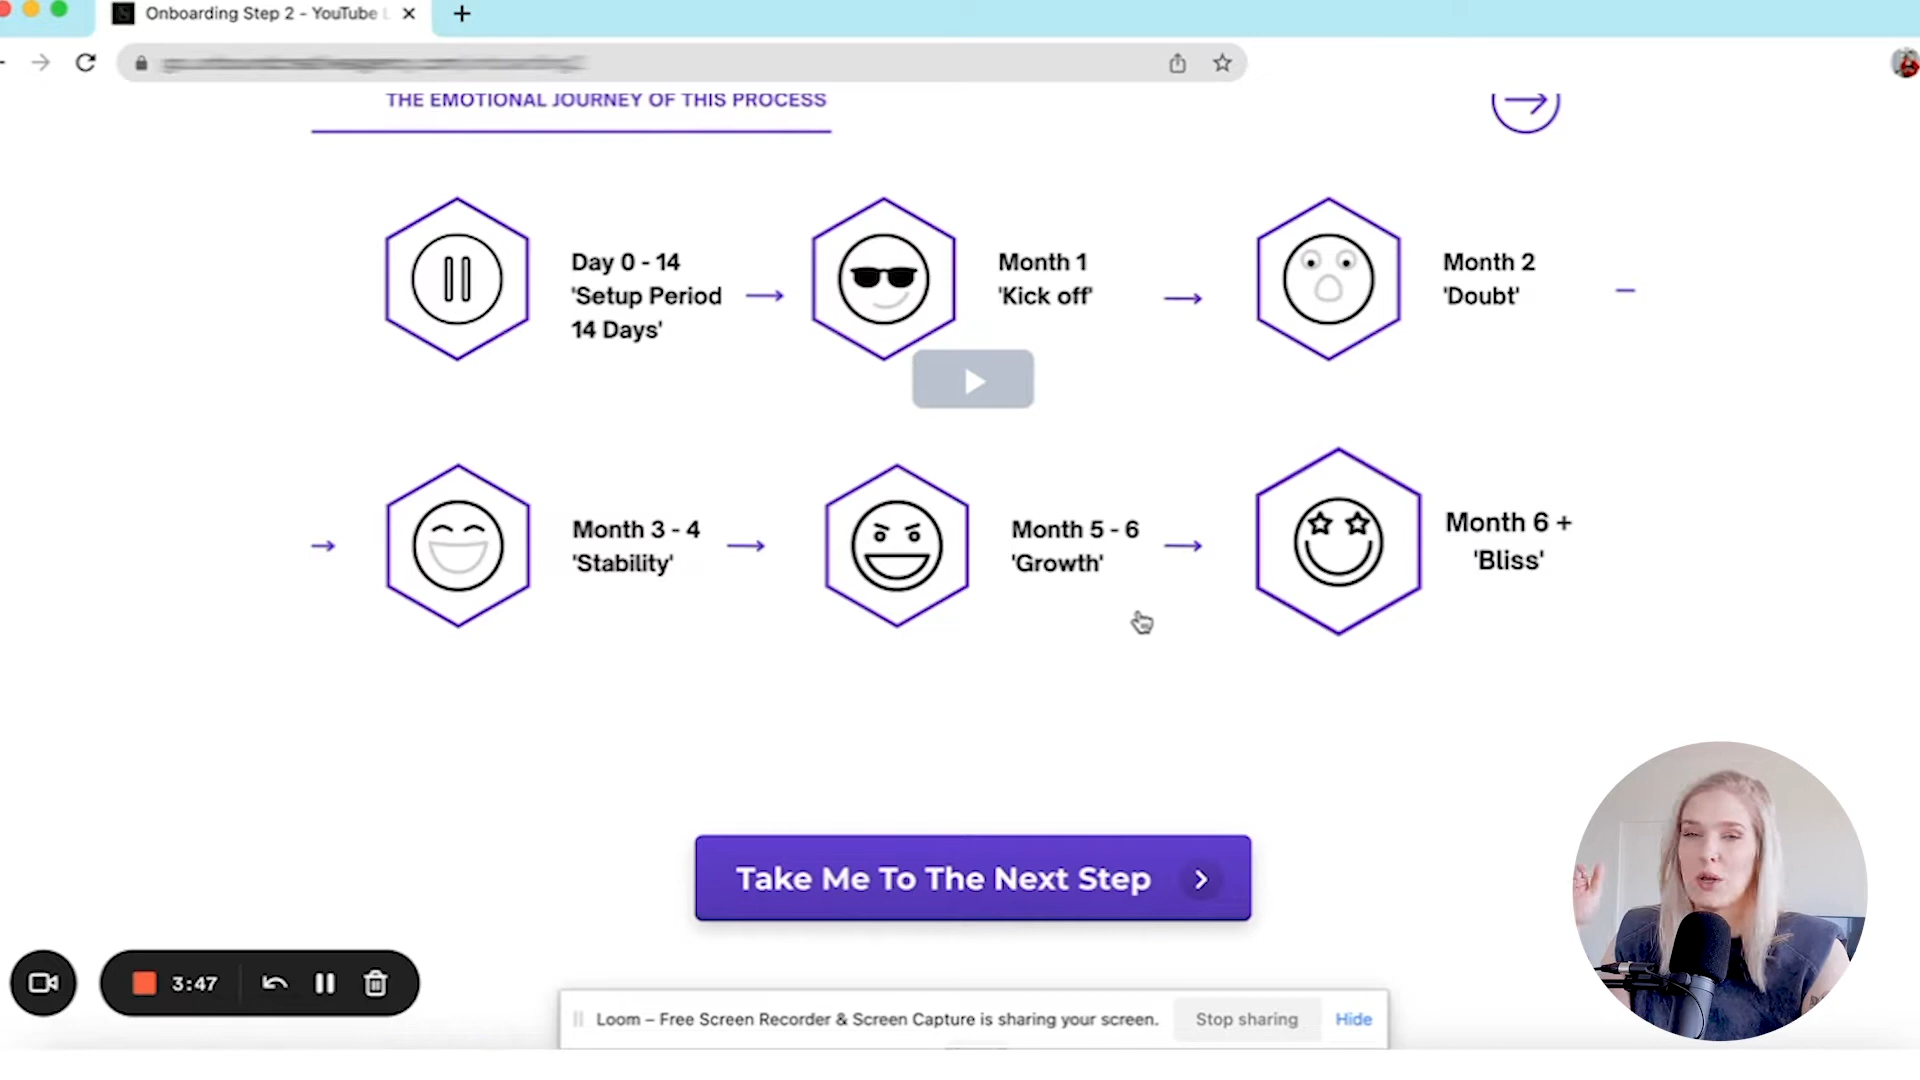 Onboarding Step 2 - YouTube
THE EMOTIONAL JOURNEY OF THIS PROCESS
Day 0 - 14
'Setup Period
14 Days'
Month 1
'Kick off'
Month 2
'Doubt'
Month 3 - 4
'Stability'
Month 5 - 6
'Growth'
Month 6 +
'Bliss'
Take Me To The Next Step
3:47
Loom – Free Screen Recorder & Screen Capture is sharing your screen.
Stop sharing
Hide